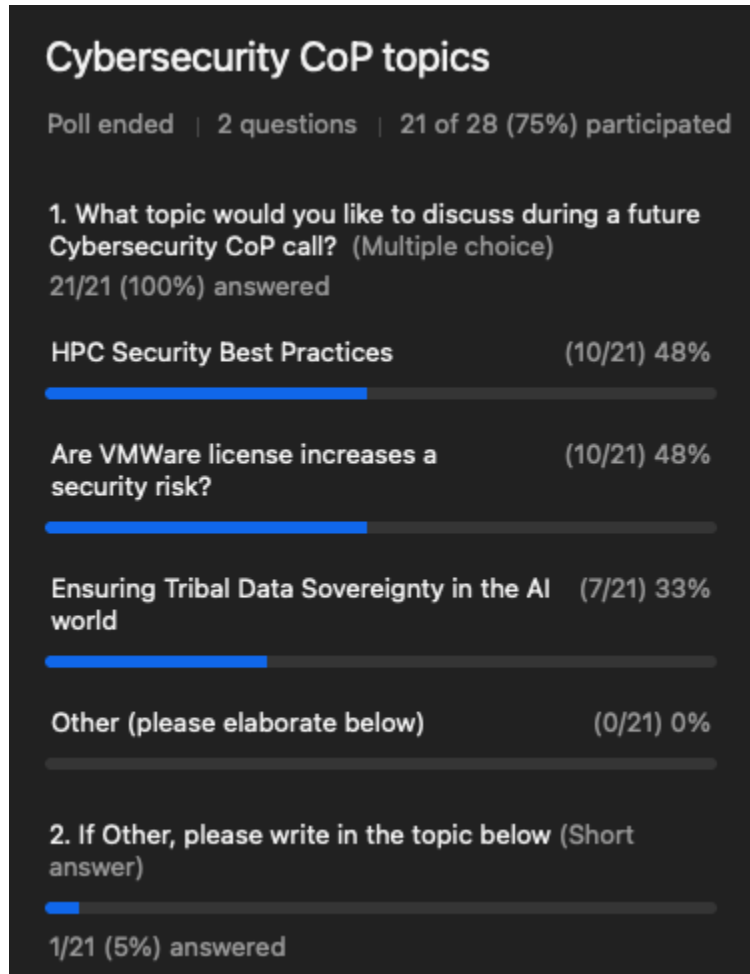 Cybersecurity CoP topics
Poll ended | 2 questions | 21 of 28 (75%) participated
1. What topic would you like to discuss during a future
Cybersecurity CoP call? (Multiple choice)
21/21 (100%) answered
HPC Security Best Practices (10/21) 48%
Are VMWare license increases a (10/21) 48%
security risk?
Ensuring Tribal Data Sovereignty in the AI (7/21) 33%
world
Other (please elaborate below) (0/21) 0%
2. If Other, please write in the topic below (Short
answer)
1/21 (5%) answered